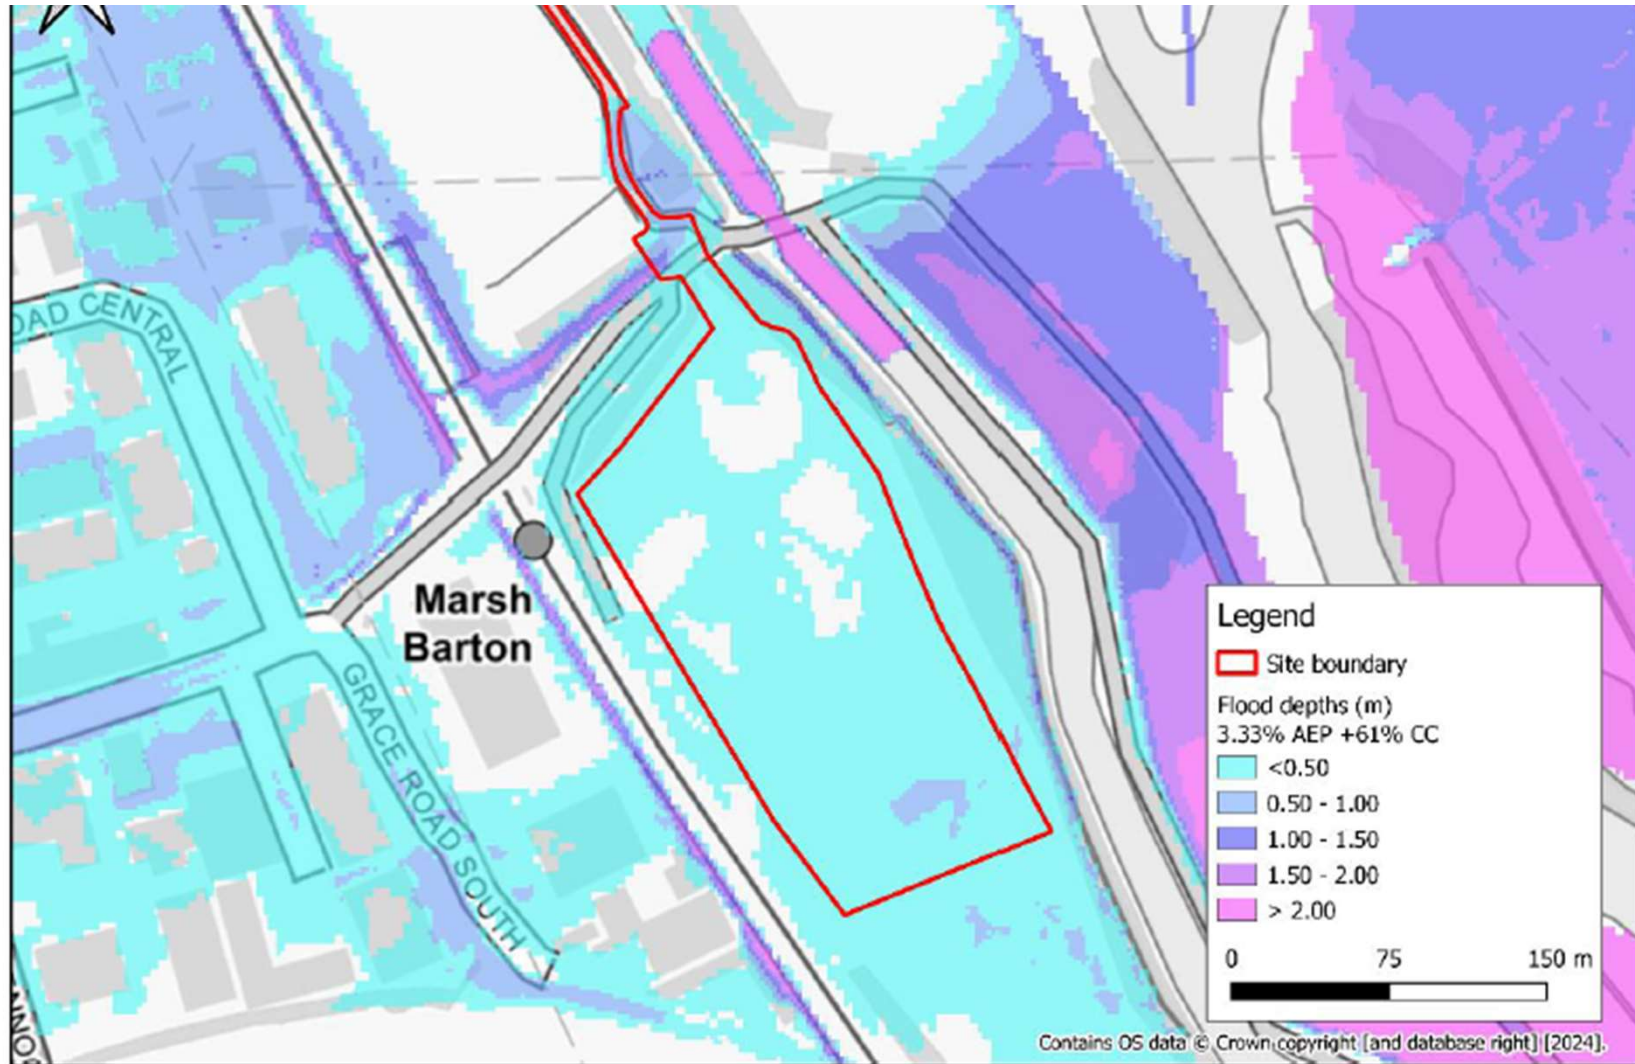 OAD CENTRAL
Marsh
Barton
GRACE ROAD SOUTH
Legend
Site boundary
Flood depths (m)
3.33% AEP +61% CC
<0.50
0.50 - 1.00
1.00 - 1.50
1.50 - 2.00
> 2.00
0 75 150 m
Contains OS data © Crown copyright [and database right] [2024].